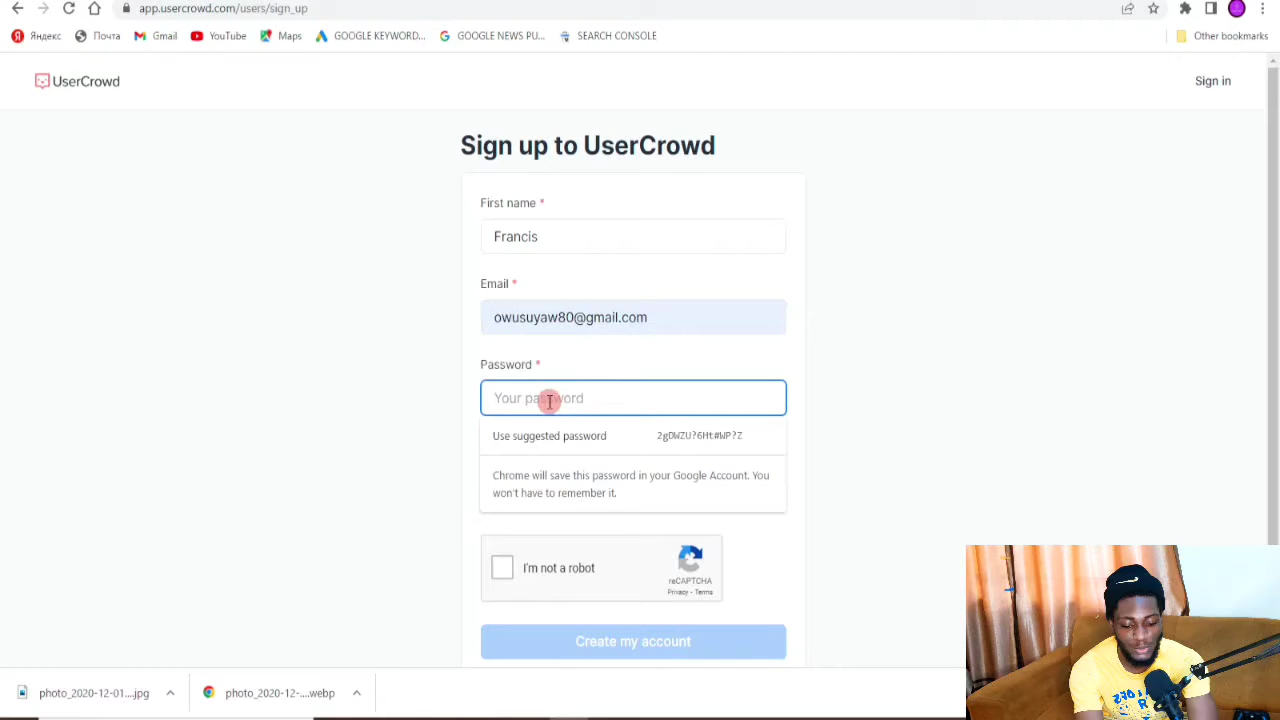 app.usercrowd.com/users/sign_up
Яндекс Почта Gmail YouTube Maps GOOGLE KEYWORD... GOOGLE NEWS PU... SEARCH CONSOLE Other bookmarks
UserCrowd Sign in
Sign up to UserCrowd
First name *
Francis
Email *
owusuyaw80@gmail.com
Password *
Your password
Use suggested password 2gDWZU?6Ht#WP?Z
Chrome will save this password in your Google Account. You
won't have to remember it.
I'm not a robot
reCAPTCHA
Privacy - Terms
Create my account
photo_2020-12-01....jpg photo_2020-12-....webp